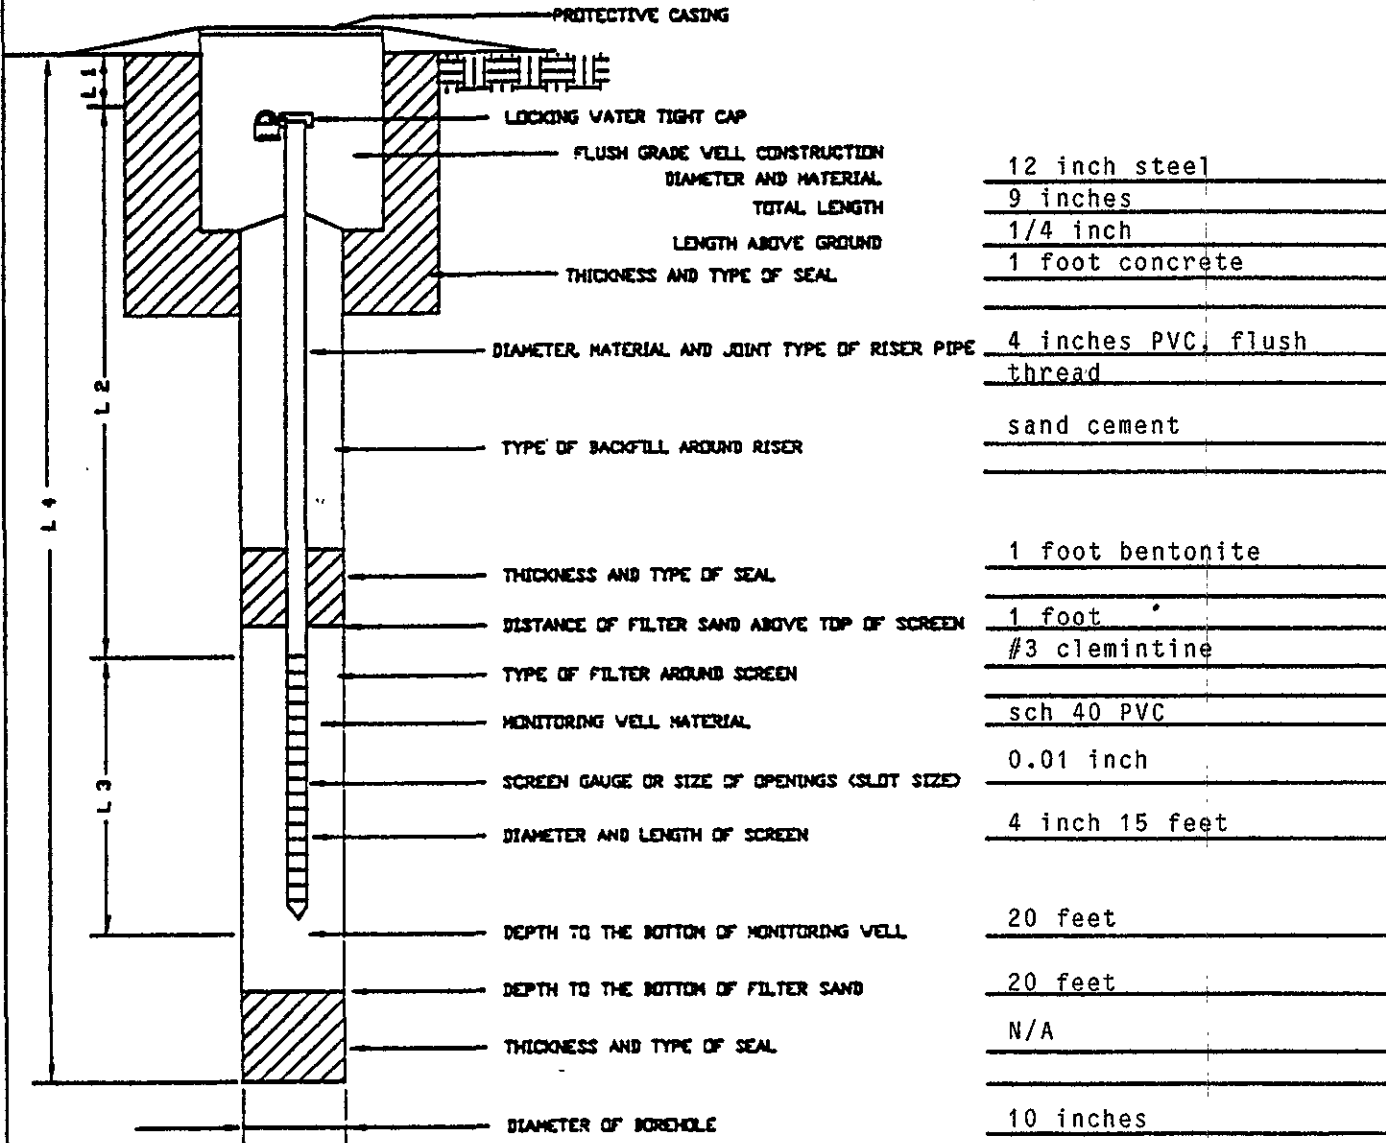 PROTECTIVE CASING
L 1
LOCKING WATER TIGHT CAP
FLUSH GRADE WELL CONSTRUCTION
DIAMETER AND MATERIAL 12 inch steel
TOTAL LENGTH 9 inches
LENGTH ABOVE GROUND 1/4 inch
THICKNESS AND TYPE OF SEAL 1 foot concrete
DIAMETER, MATERIAL AND JOINT TYPE OF RISER PIPE 4 inches PVC, flush
thread
L 2
TYPE OF BACKFILL AROUND RISER sand cement
L 4
THICKNESS AND TYPE OF SEAL 1 foot bentonite
DISTANCE OF FILTER SAND ABOVE TOP OF SCREEN 1 foot
TYPE OF FILTER AROUND SCREEN #3 clemintine
MONITORING WELL MATERIAL sch 40 PVC
SCREEN GAUGE OR SIZE OF OPENINGS (SLOT SIZE) 0.01 inch
L 3
DIAMETER AND LENGTH OF SCREEN 4 inch 15 feet
DEPTH TO THE BOTTOM OF MONITORING WELL 20 feet
DEPTH TO THE BOTTOM OF FILTER SAND 20 feet
THICKNESS AND TYPE OF SEAL N/A
DIAMETER OF BOREHOLE 10 inches